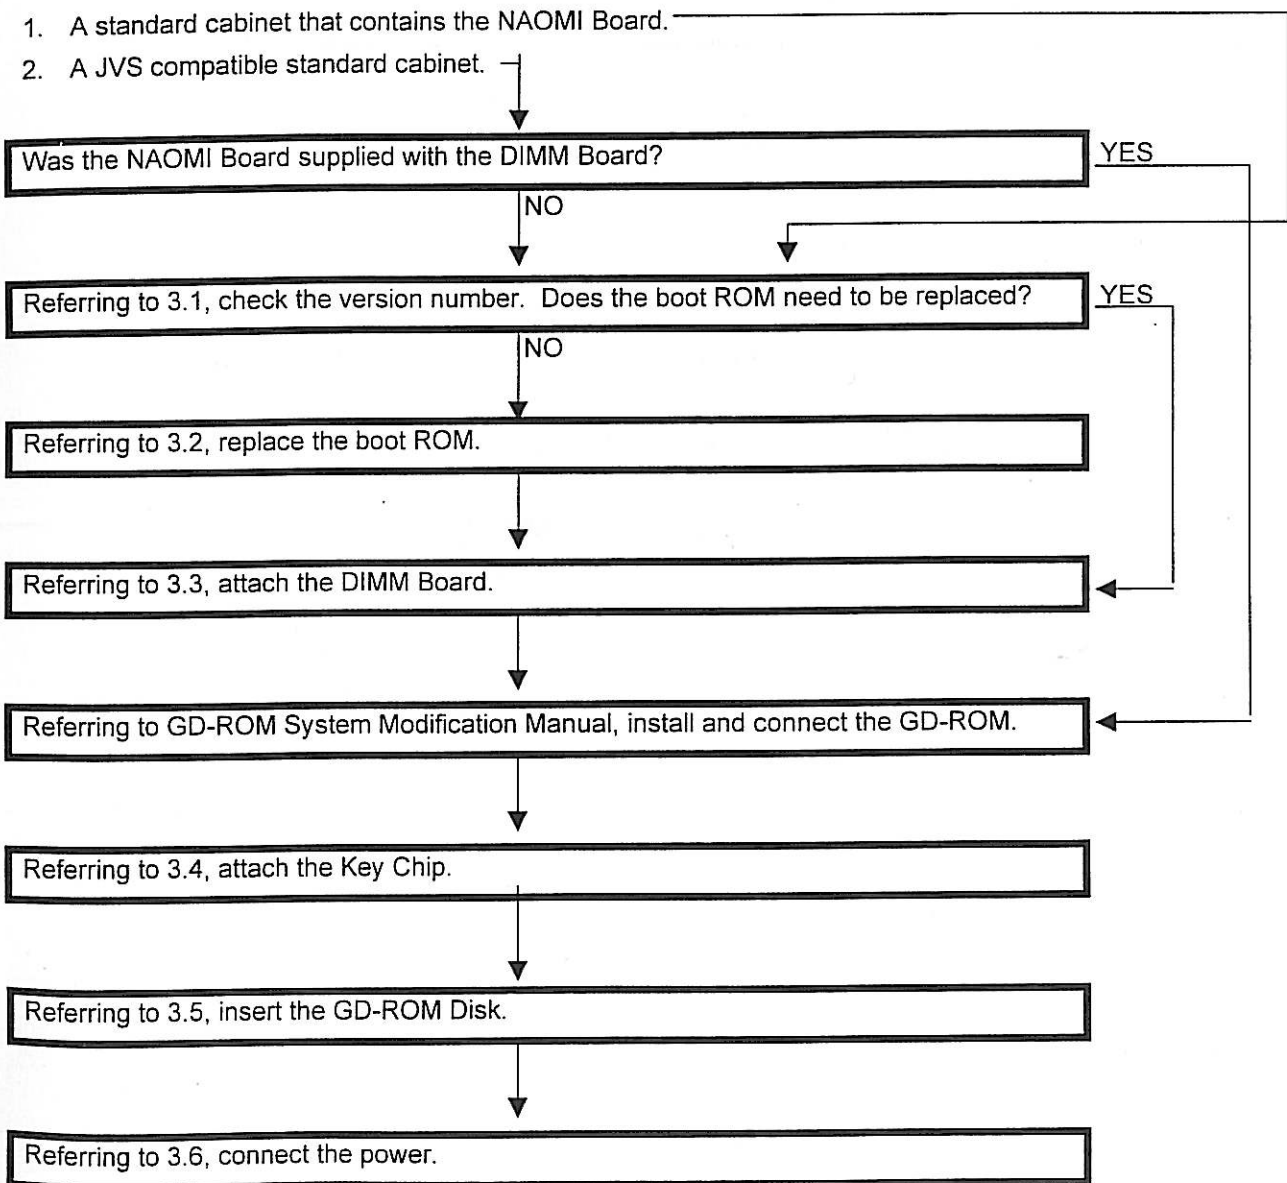 1. A standard cabinet that contains the NAOMI Board.
2. A JVS compatible standard cabinet.
Was the NAOMI Board supplied with the DIMM Board?
YES
NO
Referring to 3.1, check the version number. Does the boot ROM need to be replaced?
YES
NO
Referring to 3.2, replace the boot ROM.
Referring to 3.3, attach the DIMM Board.
Referring to GD-ROM System Modification Manual, install and connect the GD-ROM.
Referring to 3.4, attach the Key Chip.
Referring to 3.5, insert the GD-ROM Disk.
Referring to 3.6, connect the power.